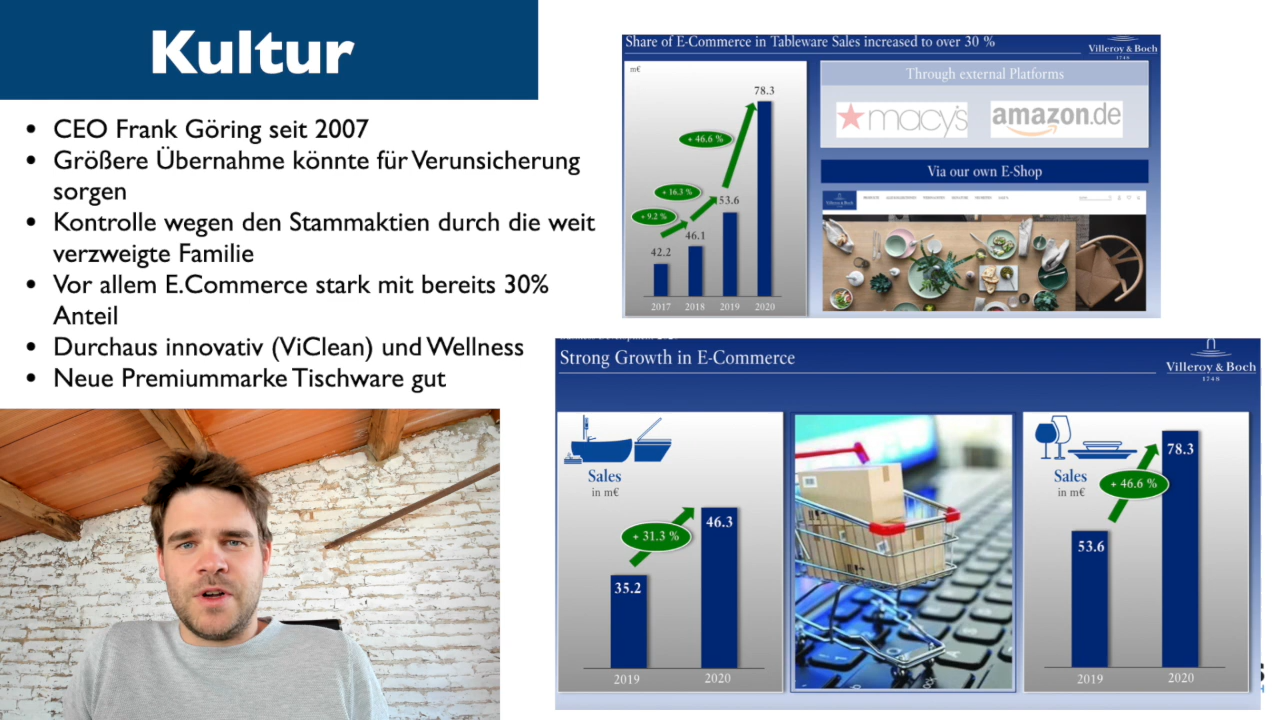 Kultur
• CEO Frank Göring seit 2007
• Größere Übernahme könnte für Verunsicherung
sorgen
• Kontrolle wegen den Stammaktien durch die weit
verzweigte Familie
• Vor allem E.Commerce stark mit bereits 30%
Anteil
• Durchaus innovativ (ViClean) und Wellness
• Neue Premiummarke Tischware gut
Share of E-Commerce in Tableware Sales increased to over 30 %
Villeroy & Boch
1748
m€
78.3
+ 46.6 %
+ 16.3 %
53.6
+ 9.2 %
46.1
42.2
2017 2018 2019 2020
Through external Platforms
macy's
amazon.de
Via our own E-Shop
Strong Growth in E-Commerce
Villeroy & Boch
1748
Sales
in m€
+ 31.3 %
46.3
35.2
2019 2020
Sales
in m€
+ 46.6 %
78.3
53.6
2019 2020